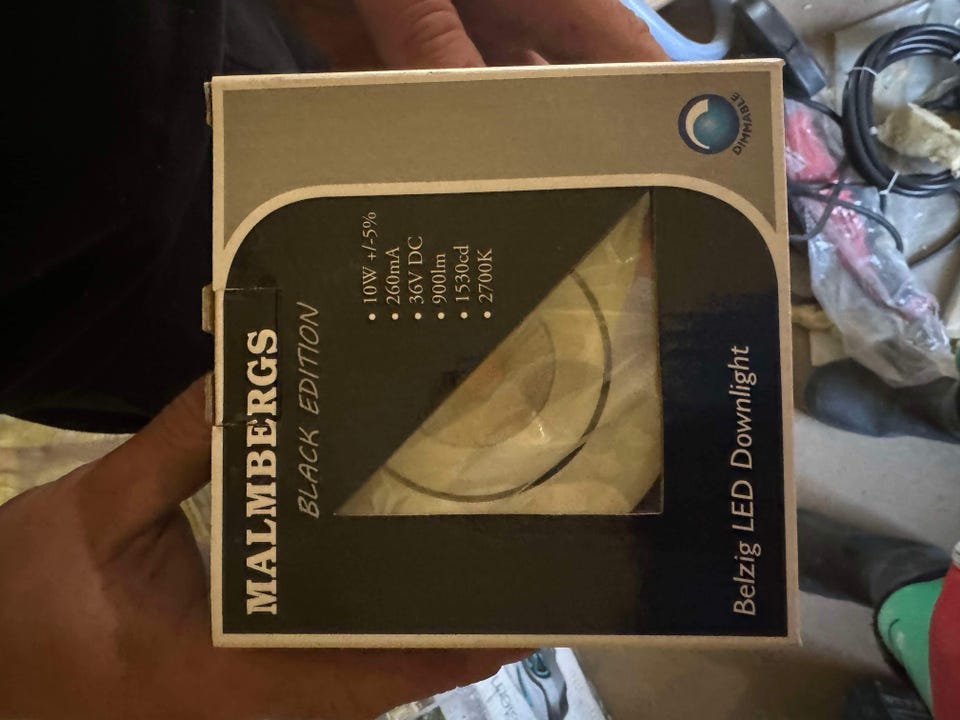 MALMBERGS
BLACK EDITION
• 10W +/-5%
• 260mA
• 36V DC
• 900lm
• 1530cd
• 2700K
Belzig LED Downlight
DIMMABLE